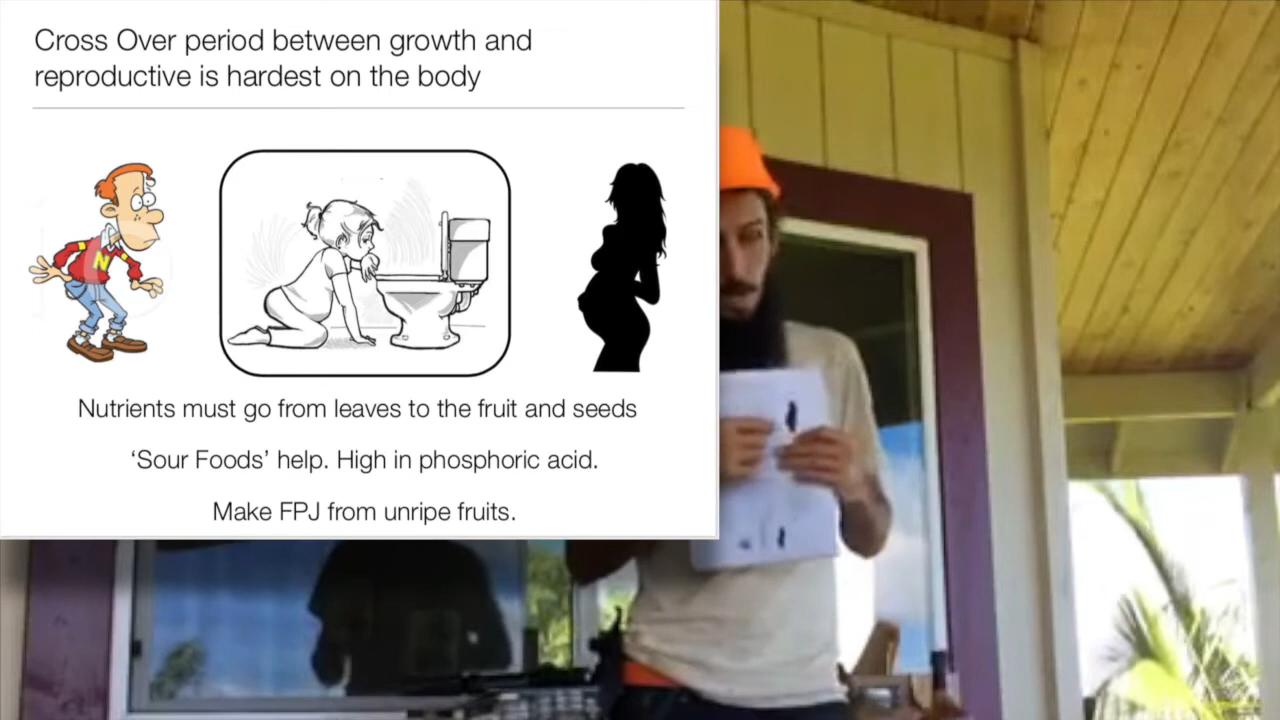 Cross Over period between growth and
reproductive is hardest on the body
N
Nutrients must go from leaves to the fruit and seeds
‘Sour Foods’ help. High in phosphoric acid.
Make FPJ from unripe fruits.